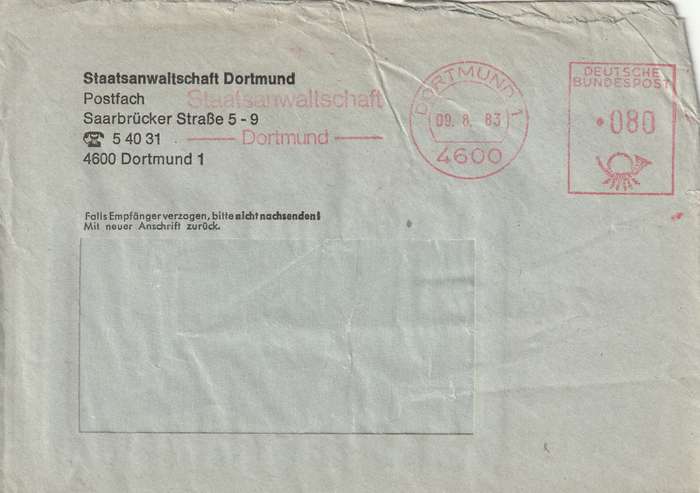 Staatsanwaltschaft Dortmund
Postfach
Saarbrücker Straße 5 - 9
☎ 5 40 31
4600 Dortmund 1
Staatsanwaltschaft
Dortmund
DORTMUND 1
09. 8. 83
4600
DEUTSCHE
BUNDESPOST
080
Falls Empfänger verzogen, bitte nicht nachsenden!
Mit neuer Anschrift zurück.